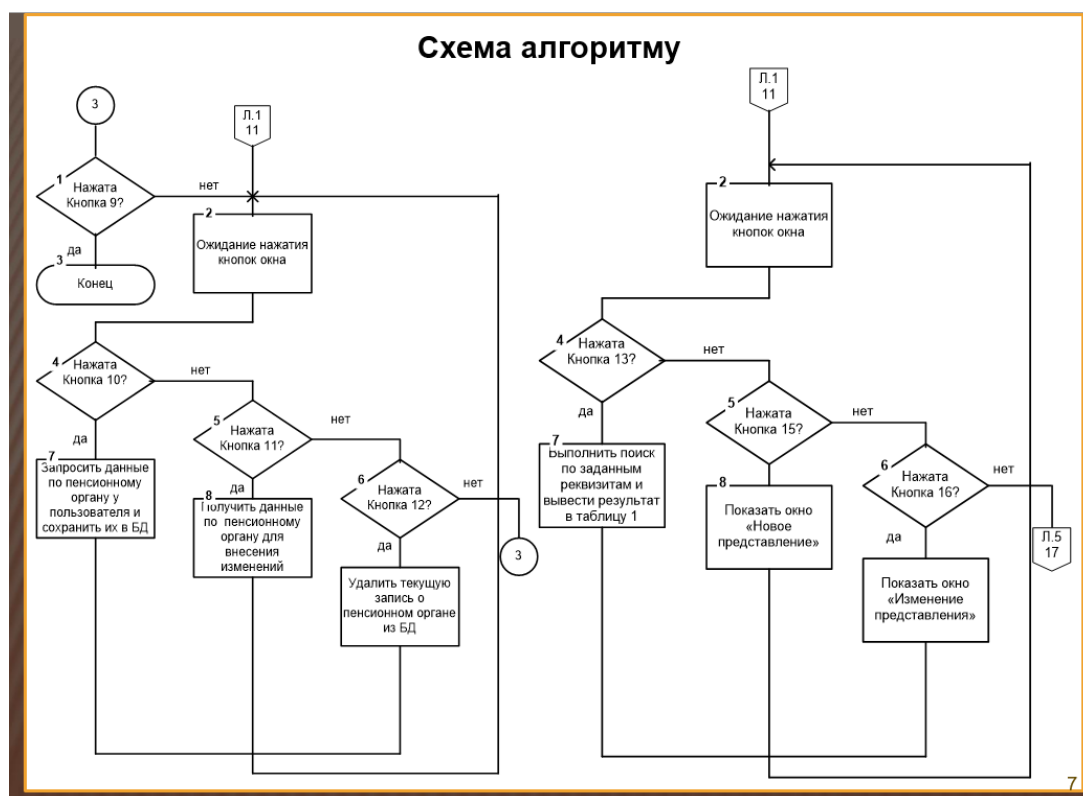 Схема алгоритму
3
Л.1
11
1
Нажата
Кнопка 9?
нет
да
3
Конец
2
Ожидание нажатия
кнопок окна
4
Нажата
Кнопка 10?
нет
да
7
Запросить данные
по пенсионному
органу у
пользователя и
сохранить их в БД
5
Нажата
Кнопка 11?
нет
да
8
Получить данные
по пенсионному
органу для
внесения
изменений
6
Нажата
Кнопка 12?
нет
да
3
Удалить текущую
запись о
пенсионном органе
из БД
Л.1
11
2
Ожидание нажатия
кнопок окна
4
Нажата
Кнопка 13?
нет
да
7
Выполнить поиск
по заданным
реквизитам и
вывести результат
в таблицу 1
5
Нажата
Кнопка 15?
нет
8
Показать окно
«Новое
представление»
6
Нажата
Кнопка 16?
нет
да
Л.5
17
Показать окно
«Изменение
представления»
7